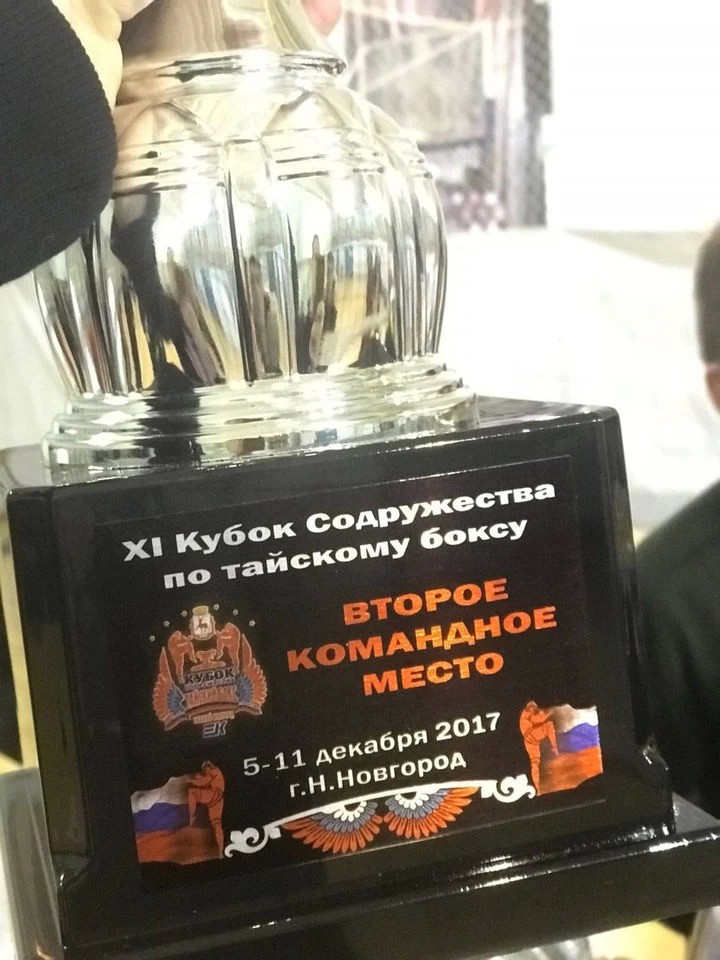 XI Кубок Содружества
по тайскому боксу
ВТОРОЕ
КОМАНДНОЕ
МЕСТО
КУБОК
5-11 декабря 2017
г.Н.Новгород